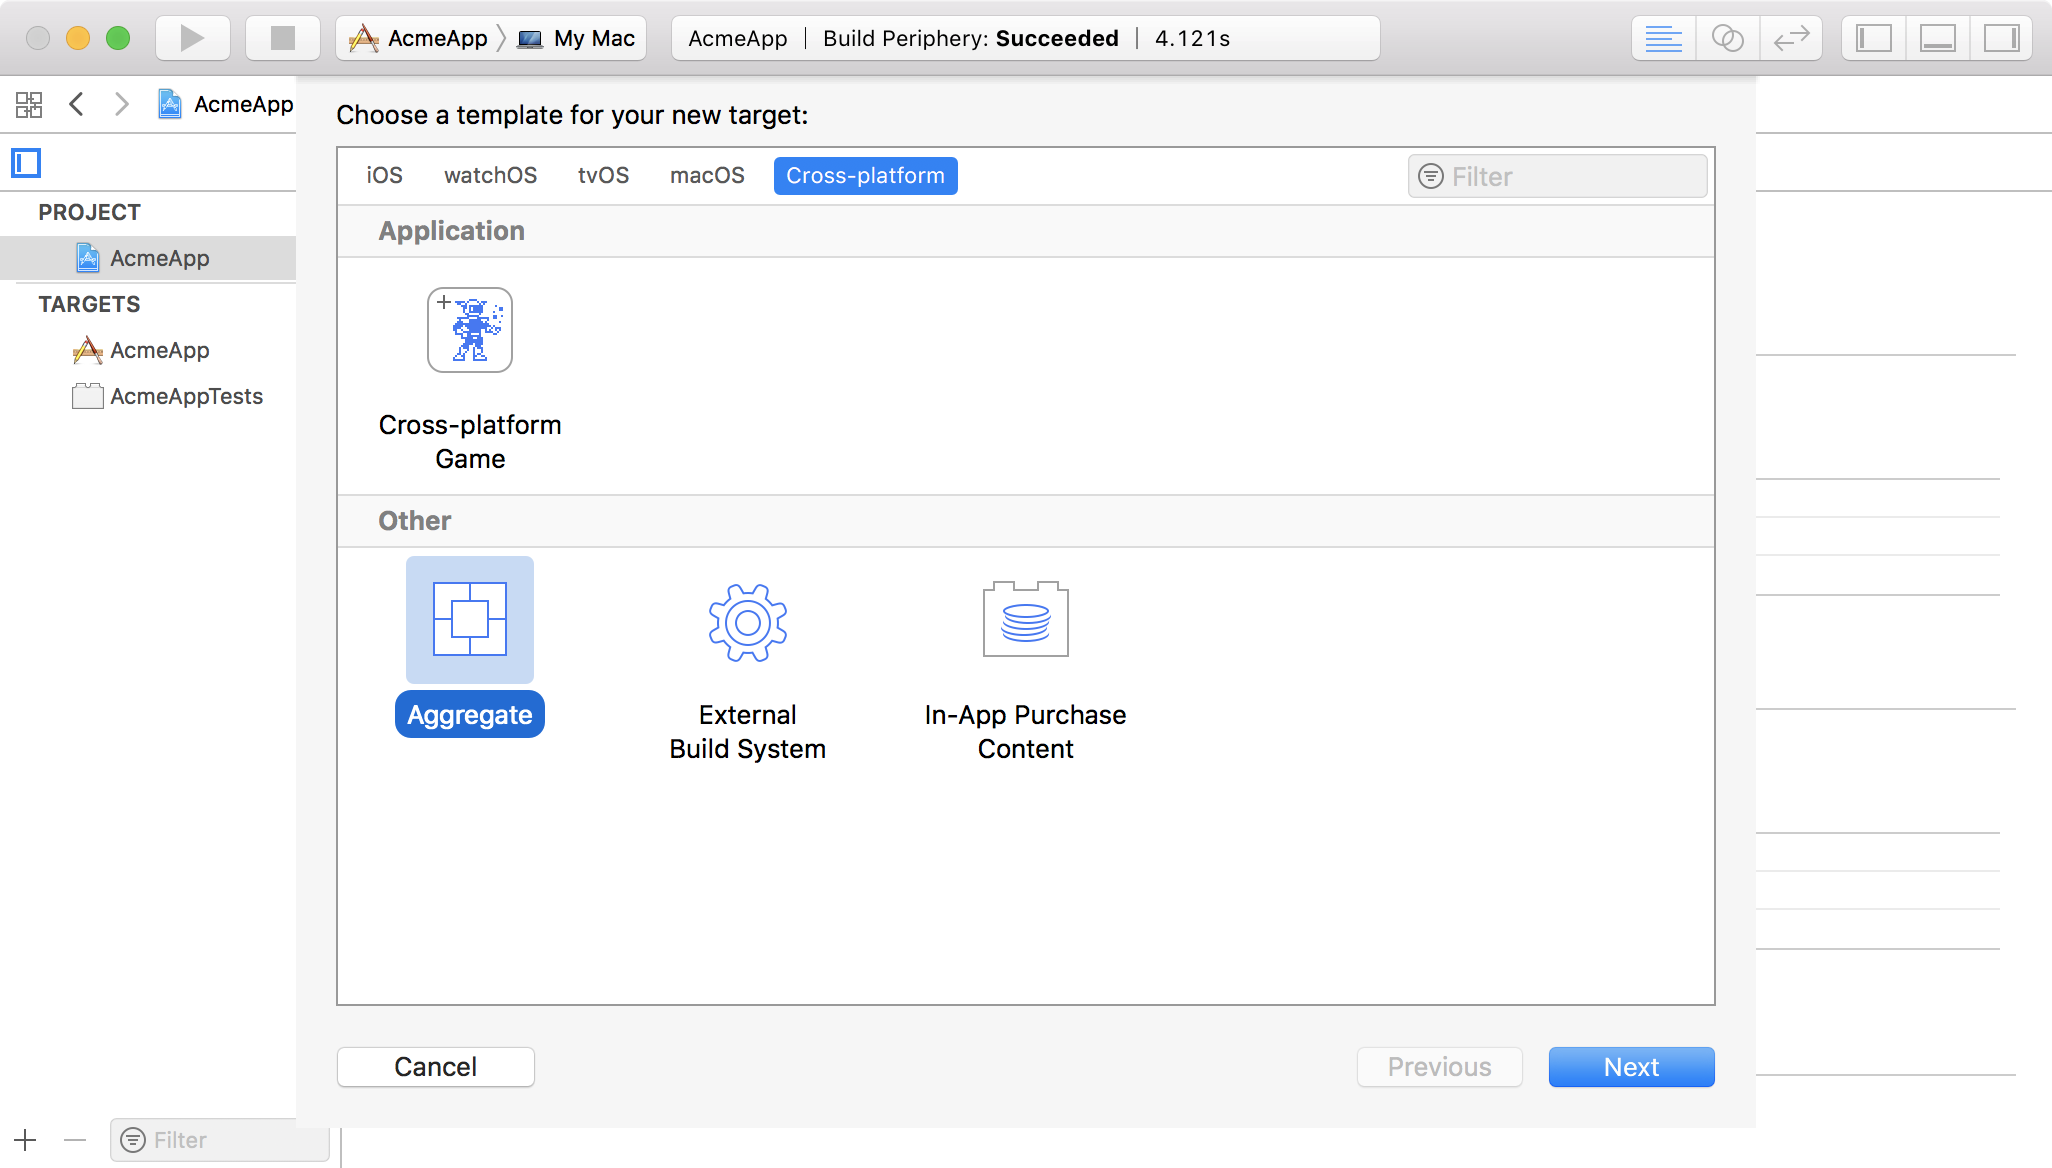 AcmeApp My Mac AcmeApp Build Periphery: Succeeded 4.121s
AcmeApp
PROJECT
AcmeApp
TARGETS
AcmeApp
AcmeAppTests
Filter
Choose a template for your new target:
iOS watchOS tvOS macOS Cross-platform Filter
Application
Cross-platform
Game
Other
Aggregate
External
Build System
In-App Purchase
Content
Cancel Previous Next